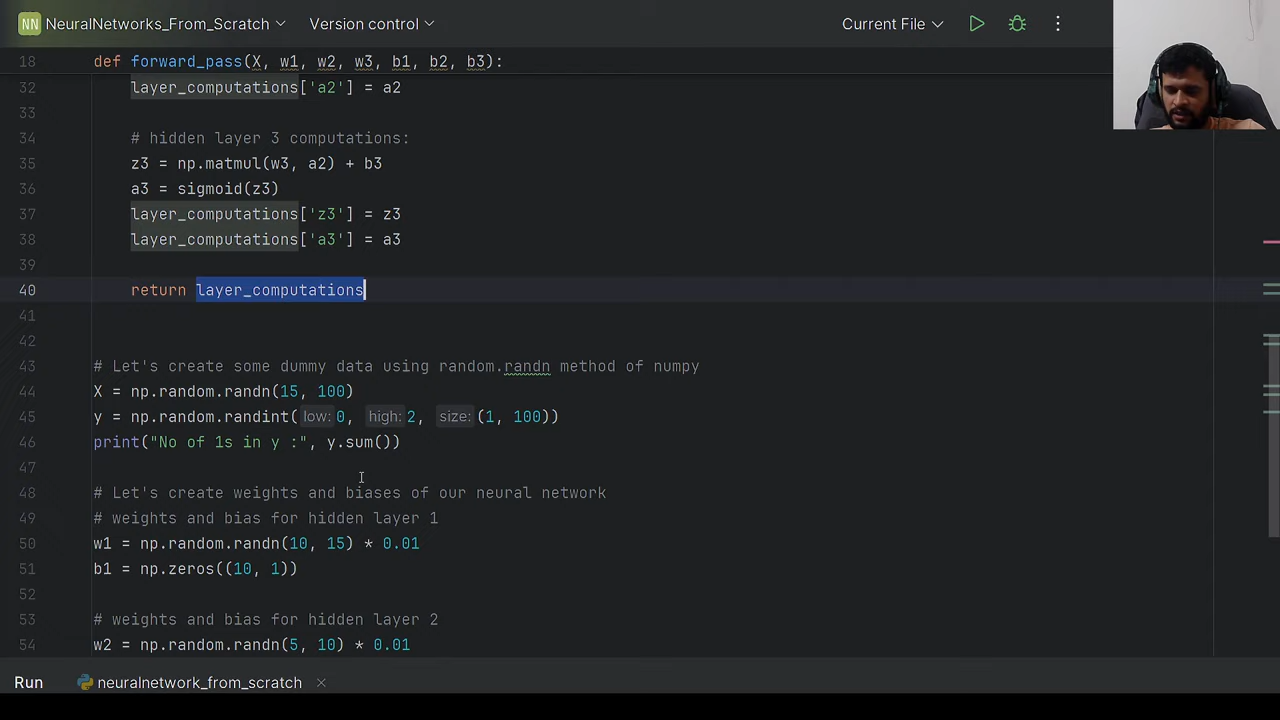 NN NeuralNetworks_From_Scratch Version control Current File
18 def forward_pass(X, w1, w2, w3, b1, b2, b3):
32 layer_computations['a2'] = a2
33
34 # hidden layer 3 computations:
35 z3 = np.matmul(w3, a2) + b3
36 a3 = sigmoid(z3)
37 layer_computations['z3'] = z3
38 layer_computations['a3'] = a3
39
40 return layer_computations
41
42
43 # Let's create some dummy data using random.randn method of numpy
44 X = np.random.randn(15, 100)
45 y = np.random.randint( low: 0, high: 2, size: (1, 100))
46 print("No of 1s in y :", y.sum())
47
48 # Let's create weights and biases of our neural network
49 # weights and bias for hidden layer 1
50 w1 = np.random.randn(10, 15) * 0.01
51 b1 = np.zeros((10, 1))
52
53 # weights and bias for hidden layer 2
54 w2 = np.random.randn(5, 10) * 0.01
Run neuralnetwork_from_scratch